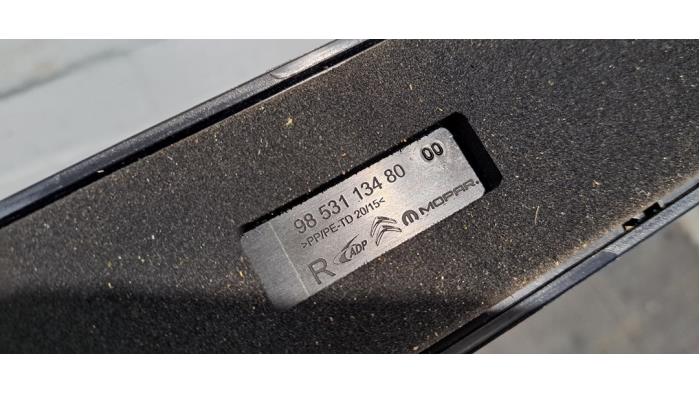 98 531 134 80 00
>PP/PE-TD 20/15<
R ADP MOPAR.